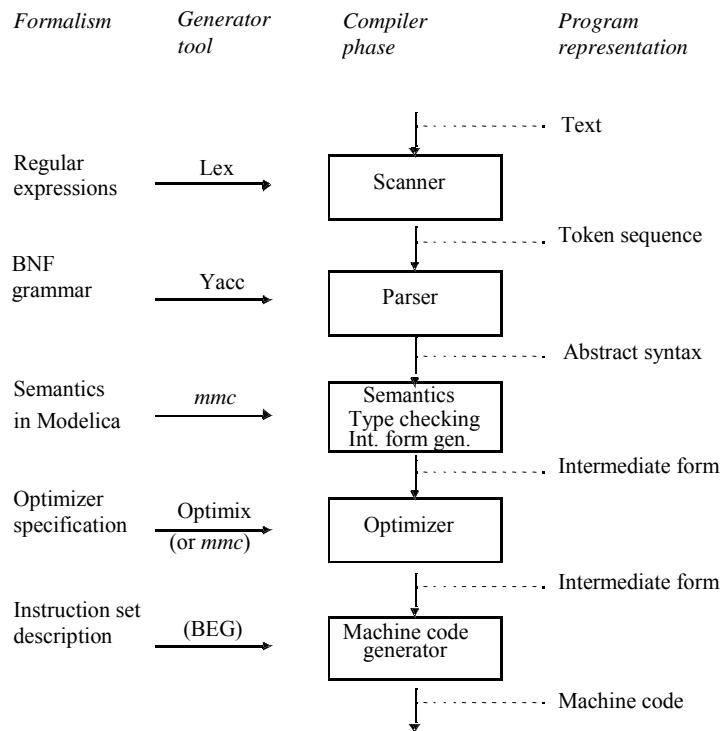 Formalism
Generator
tool
Compiler
phase
Program
representation
Text
Regular
expressions
Lex
Scanner
Token sequence
BNF
grammar
Yacc
Parser
Abstract syntax
Semantics
in Modelica
mmc
Semantics
Type checking
Int. form gen.
Intermediate form
Optimizer
specification
Optimix
(or mmc)
Optimizer
Intermediate form
Instruction set
description
(BEG)
Machine code
generator
Machine code